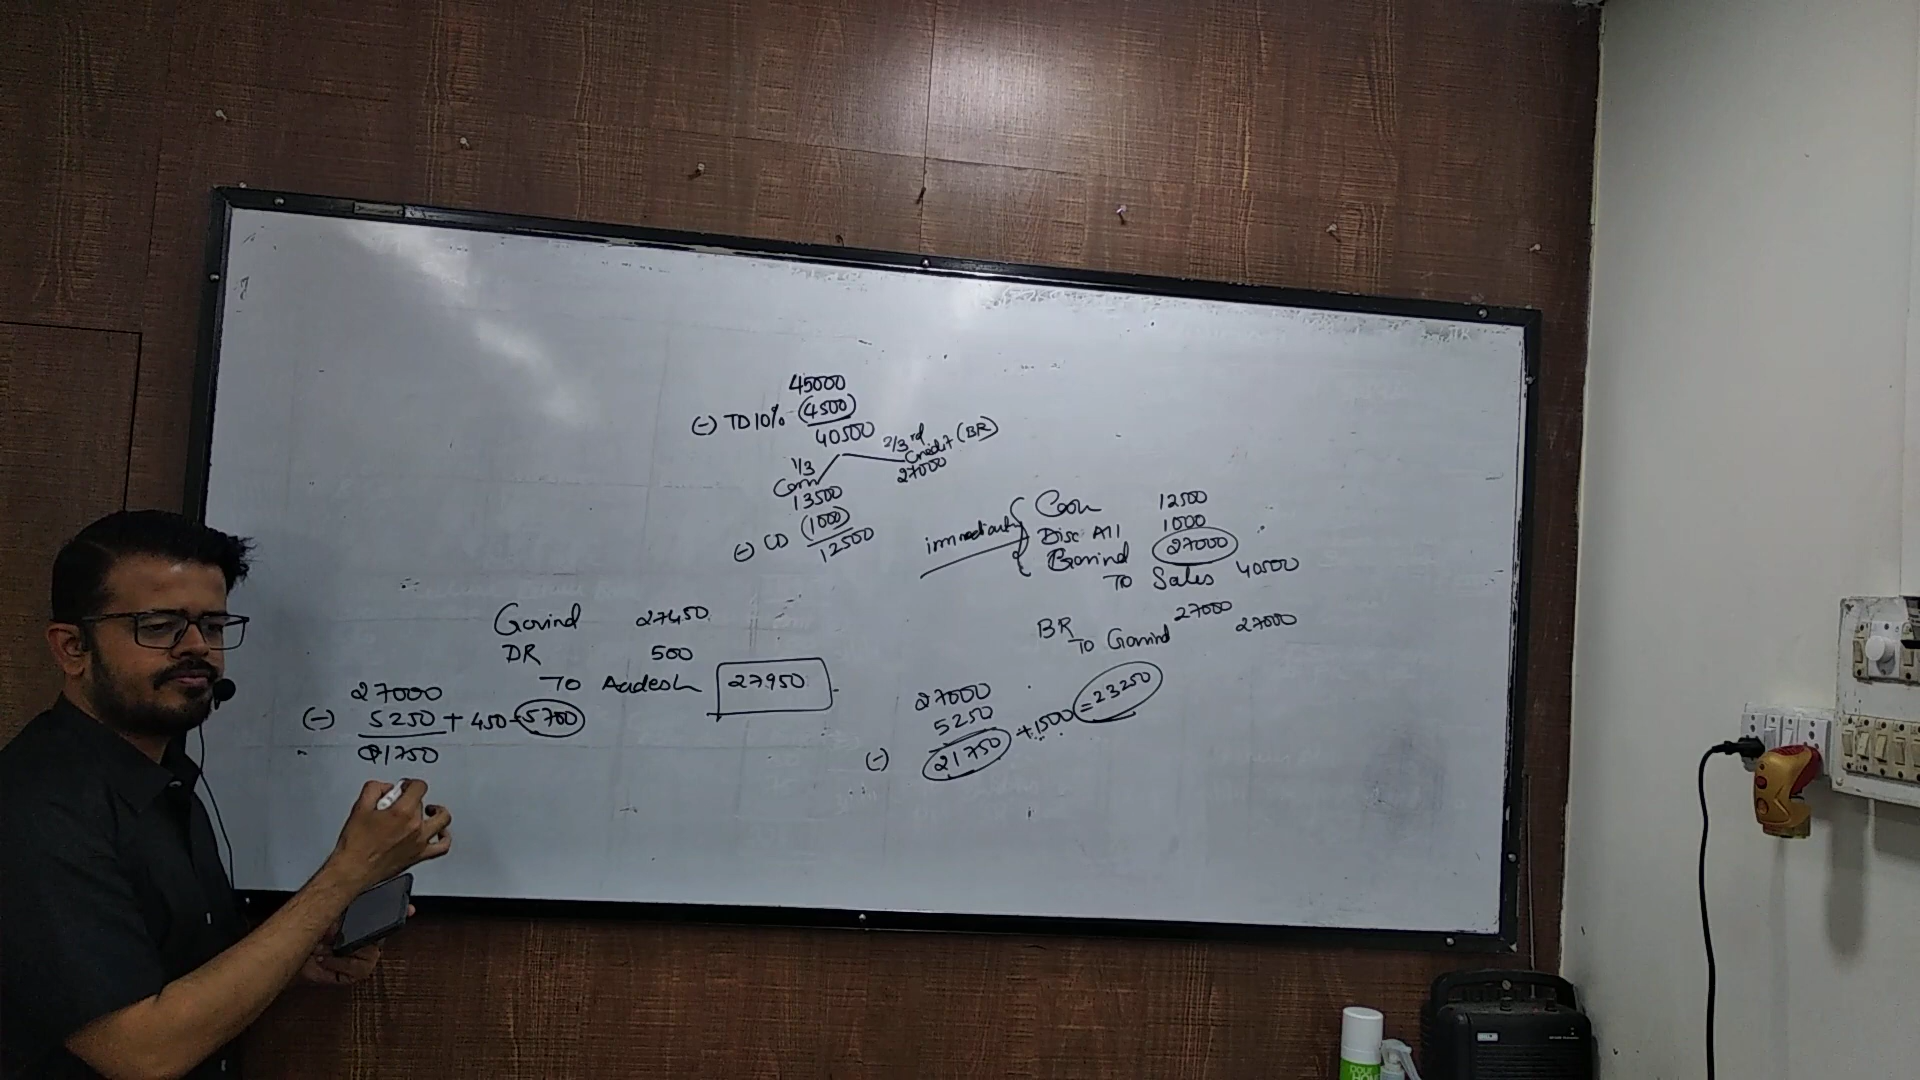 45000
(-) TD 10% (4500)
40500
1/3
Cash
13500
(-) CD (1000)
12500
2/3rd
Credit (BR)
27000
immediately { Cash 12500
Disc All 1000
Govind 27000
To Sales 40500
BR 27000
To Govind 27000
Govind 27450
DR 500
To Aadesh 27950
27000
(-) 5250 + 450 = 5700
21750
27000
(-) 5250
21750 + 1500 = 23250